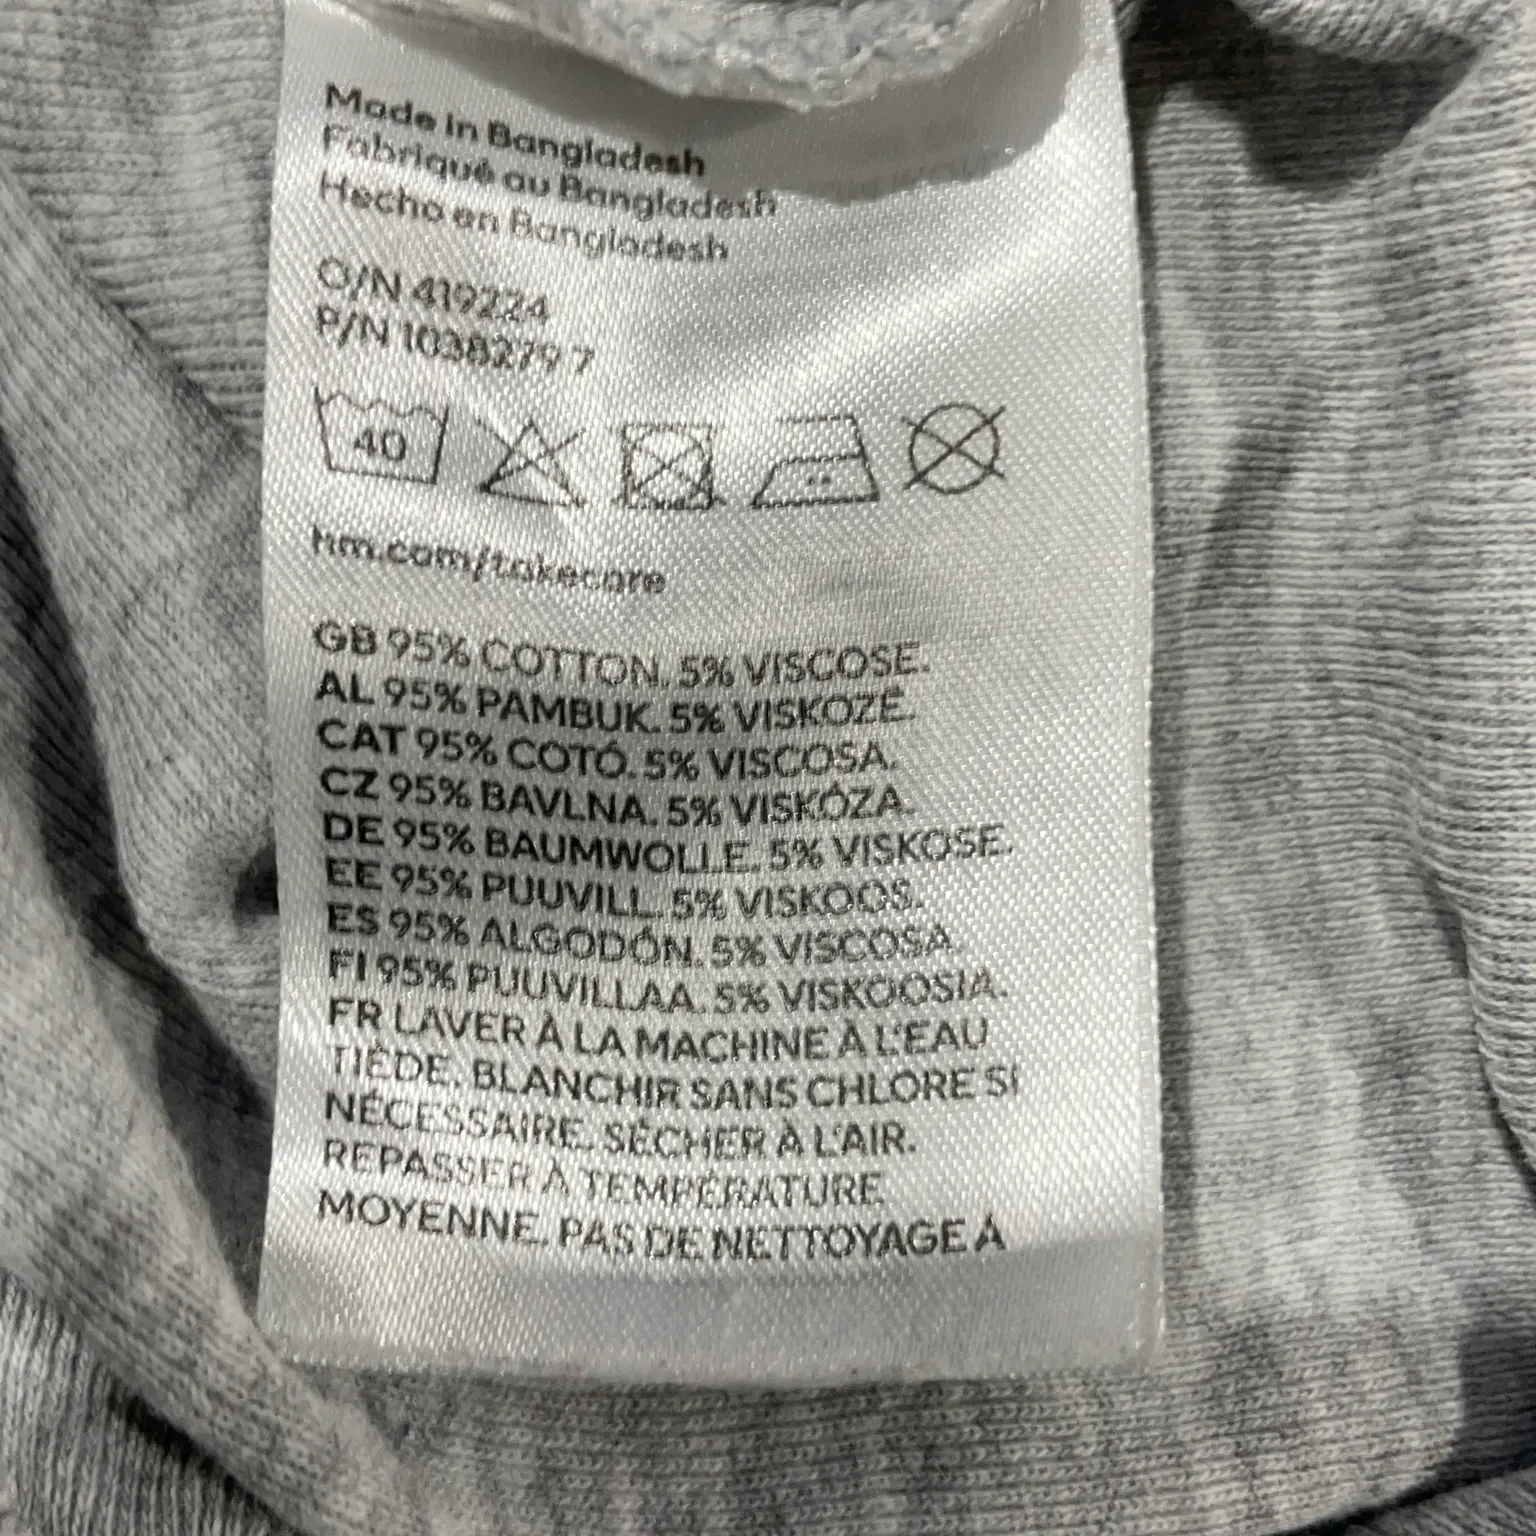 Made in Bangladesh
Fabriqué au Bangladesh
Hecho en Bangladesh
O/N 419224
P/N 1038279 7
40
hm.com/takecare
GB 95% COTTON. 5% VISCOSE.
AL 95% PAMBUK. 5% VISKOZË.
CAT 95% COTÓ. 5% VISCOSA.
CZ 95% BAVLNA. 5% VISKÓZA.
DE 95% BAUMWOLLE. 5% VISKOSE.
EE 95% PUUVILL. 5% VISKOOS.
ES 95% ALGODÓN. 5% VISCOSA.
FI 95% PUUVILLAA. 5% VISKOOSIA.
FR LAVER À LA MACHINE À L'EAU
TIÈDE. BLANCHIR SANS CHLORE SI
NÉCESSAIRE. SÉCHER À L'AIR.
REPASSER À TEMPÉRATURE
MOYENNE. PAS DE NETTOYAGE À